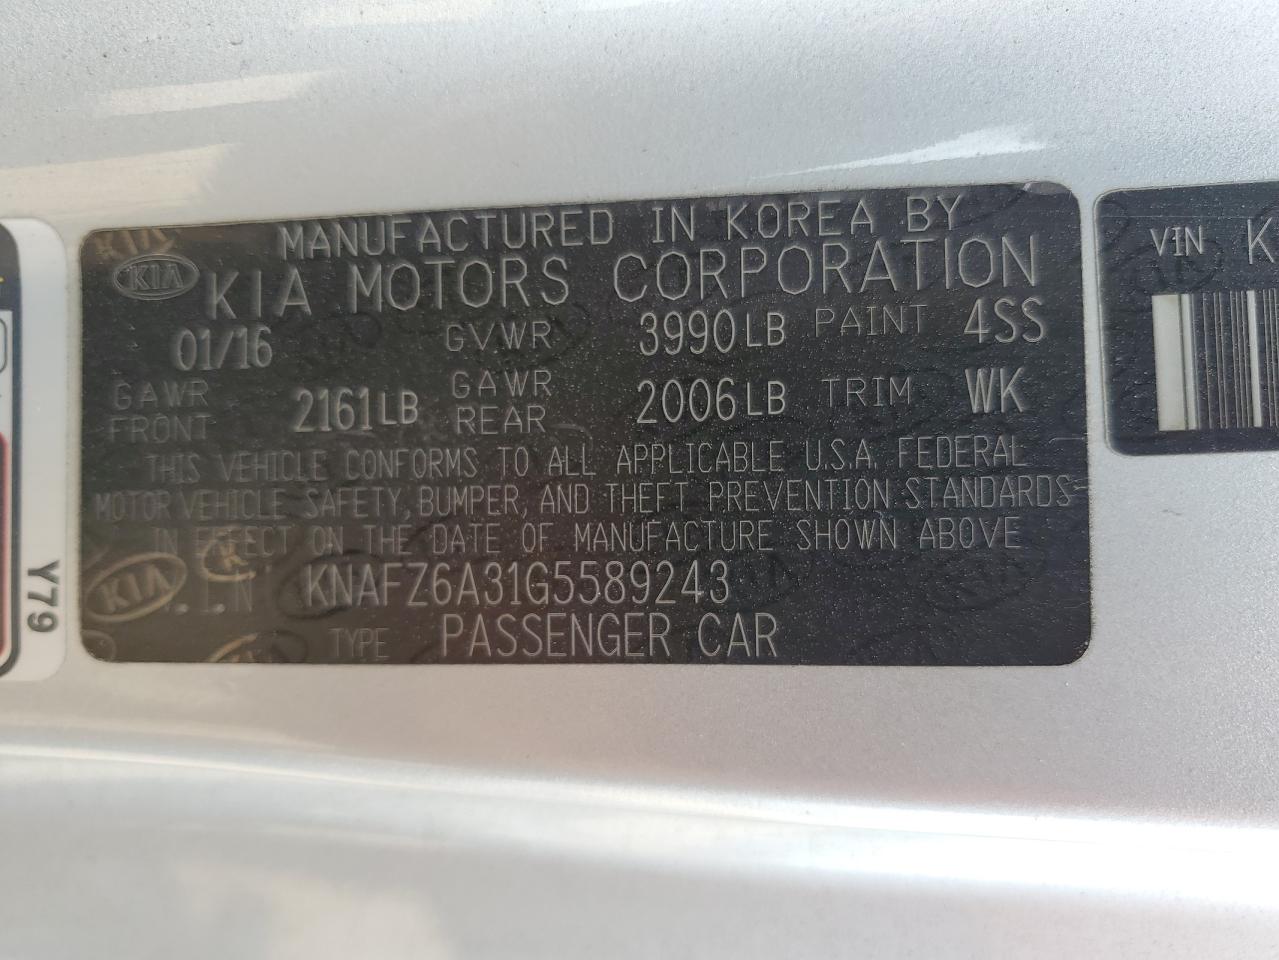 MANUFACTURED IN KOREA BY
KIA KIA MOTORS CORPORATION
01/16 GVWR 3990LB PAINT 4SS
GAWR FRONT 2161LB GAWR REAR 2006LB TRIM WK
THIS VEHICLE CONFORMS TO ALL APPLICABLE U.S.A. FEDERAL
MOTOR VEHICLE SAFETY, BUMPER, AND THEFT PREVENTION STANDARDS
IN EFFECT ON THE DATE OF MANUFACTURE SHOWN ABOVE
V.I.N KNAFZ6A31G5589243
TYPE PASSENGER CAR
VIN K
Y79